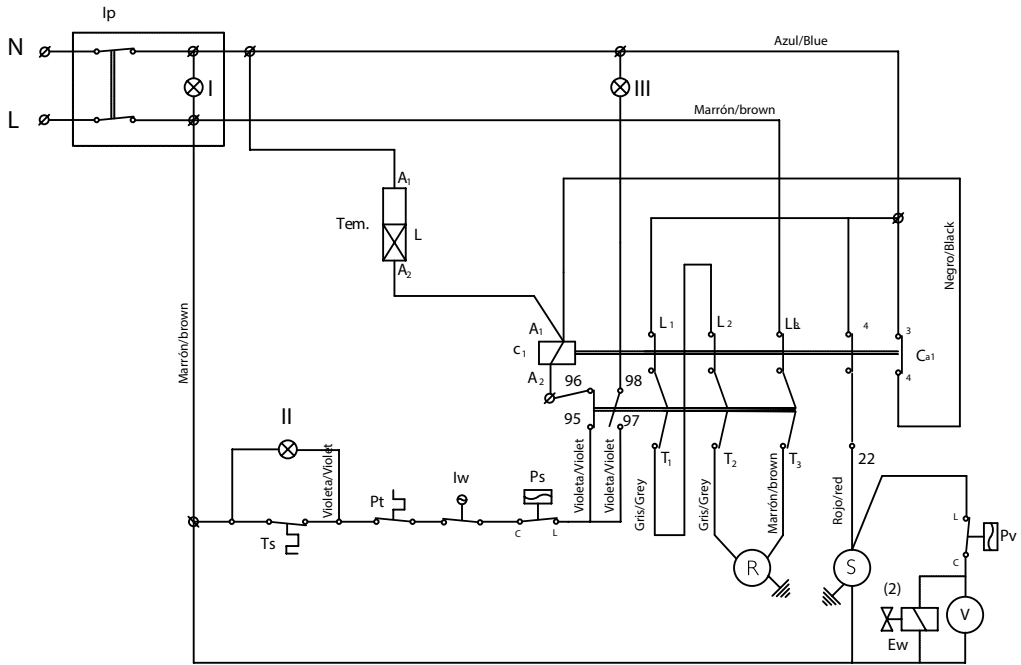 Ip
N
Azul/Blue
I
III
L
Marrón/brown
A1
Tem.
L
A2
Negro/Black
Marrón/brown
L1
L2
L3
4
3
A1
C1
Ca1
A2
96
98
4
95
97
II
Violeta/Violet
Violeta/Violet
Violeta/Violet
T1
T2
T3
22
Pt
Iw
Ps
Gris/Grey
Gris/Grey
Marrón/brown
Rojo/red
Ts
C
L
L
Pv
C
R
S
(2)
V
Ew